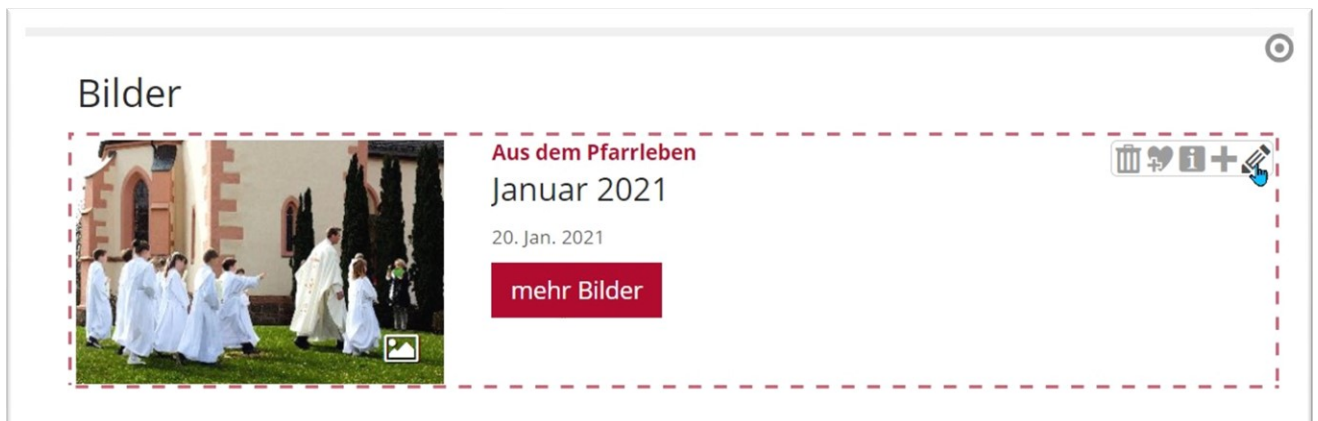 Bilder
Aus dem Pfarrleben
Januar 2021
20. Jan. 2021
mehr Bilder